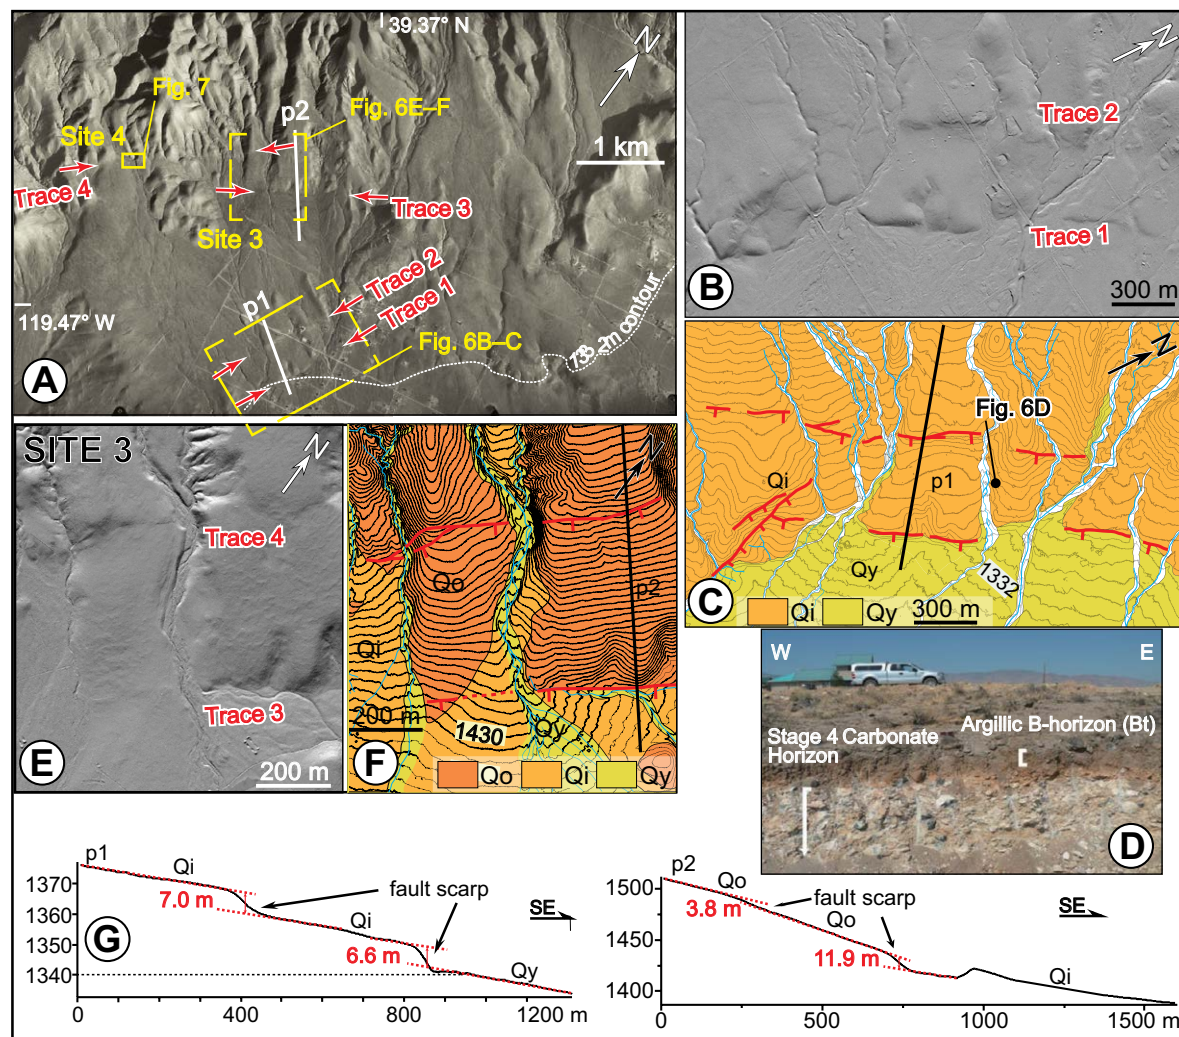 39.37° N
N
Fig. 7
p2
Fig. 6E–F
Site 4
1 km
Trace 4
Trace 3
Site 3
Trace 2
p1
Trace 1
119.47° W
Fig. 6B–C
contour
A
N
Trace 2
Trace 1
B
300 m
N
Fig. 6D
Qi
p1
Qy
1332
C
Qi
Qy
300 m
SITE 3
N
Trace 4
Trace 3
E
200 m
N
Qo
p2
Qi
200 m
1430
Qy
F
Qo
Qi
Qy
W
E
Argillic B-horizon (Bt)
Stage 4 Carbonate
Horizon
D
p1
Qi
1370
7.0 m
fault scarp
1360
G
Qi
SE
1350
6.6 m
1340
Qy
0
400
800
1200 m
p2
1500
Qo
fault scarp
3.8 m
Qo
SE
1450
11.9 m
Qi
1400
0
500
1000
1500 m